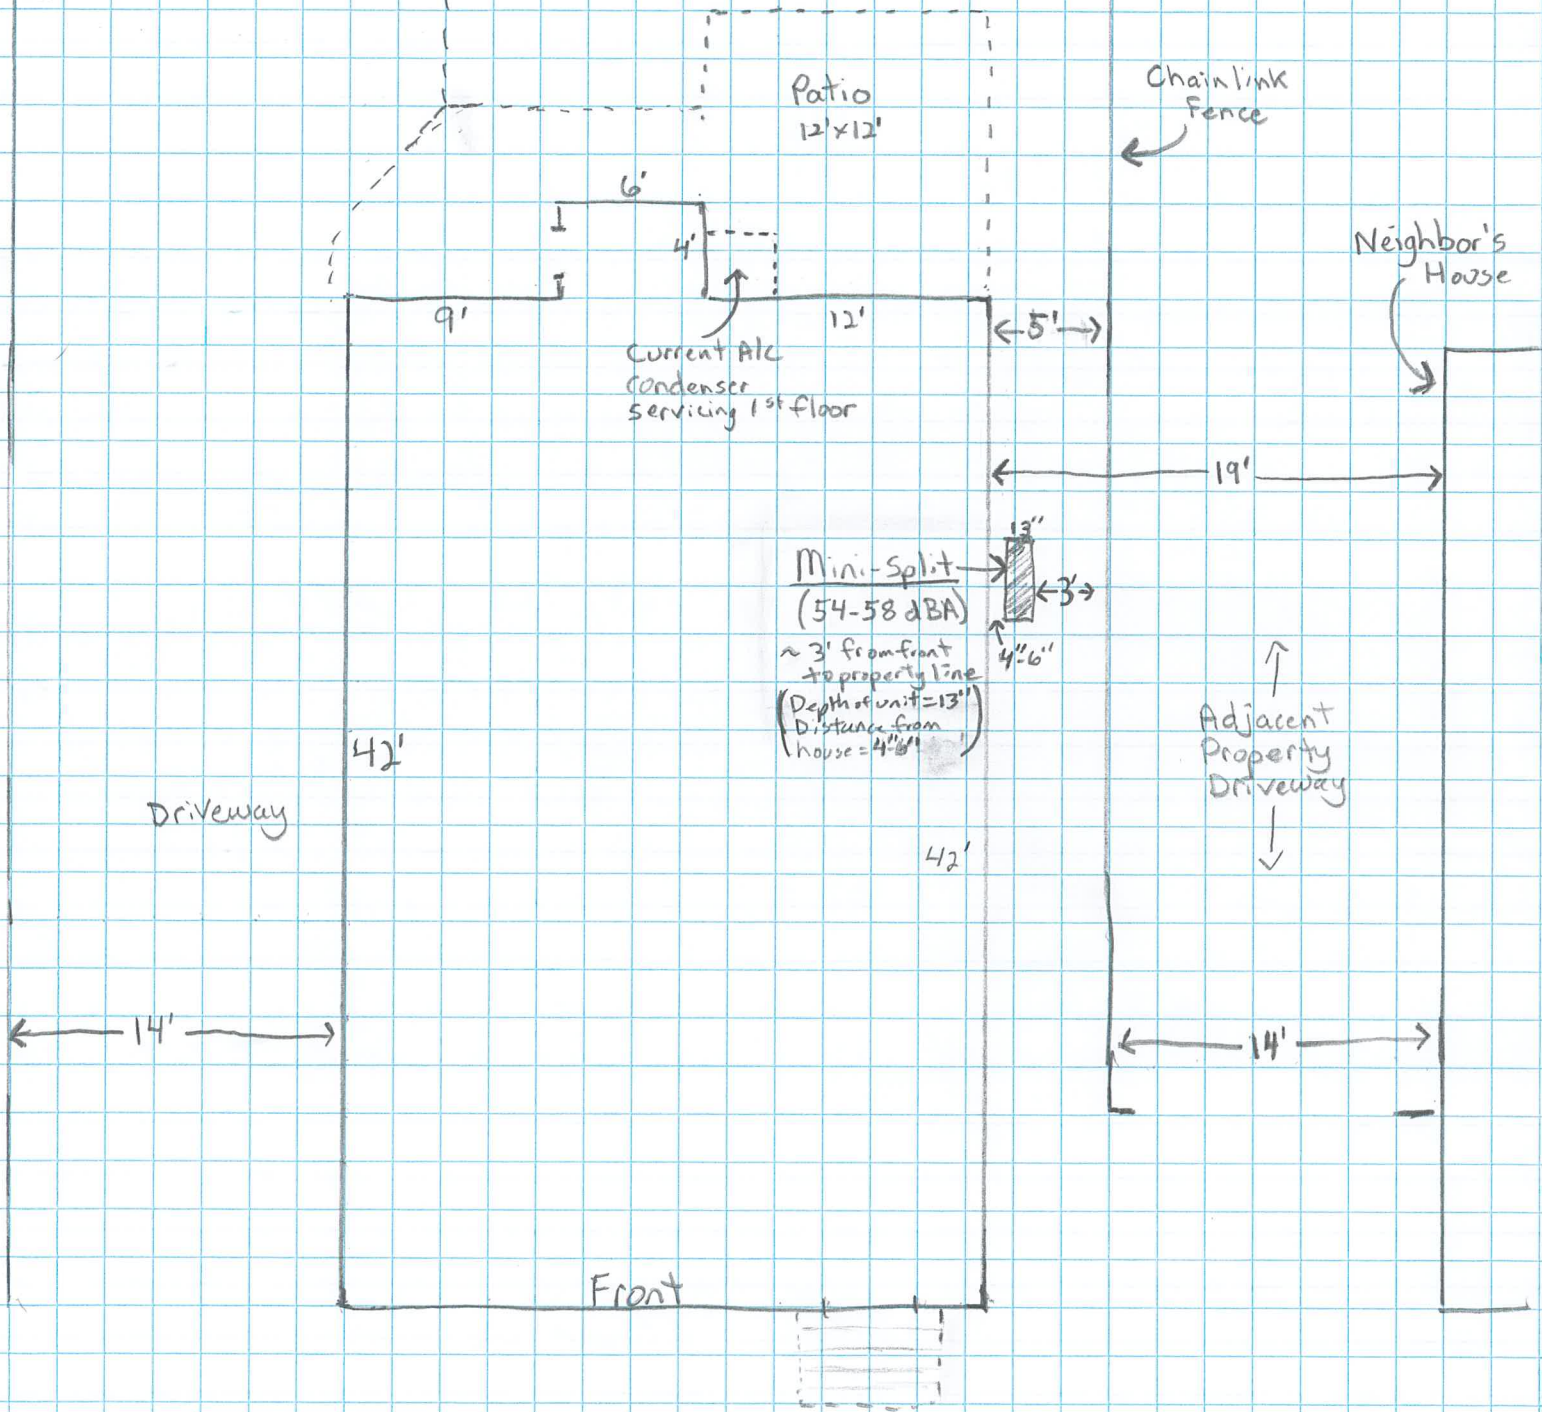 Chainlink
Fence
Patio
12'x12'
6'
4'
Neighbor's
House
9'
12'
5'
Current A/C
condenser
servicing 1st floor
19'
13"
Mini-Split
(54-58 dBA)
3'
~ 3' from front
to property line
4"-6"
(Depth of unit = 13"
Distance from
house = 4"-6")
Adjacent
Property
Driveway
42'
Driveway
42'
14'
14'
Front